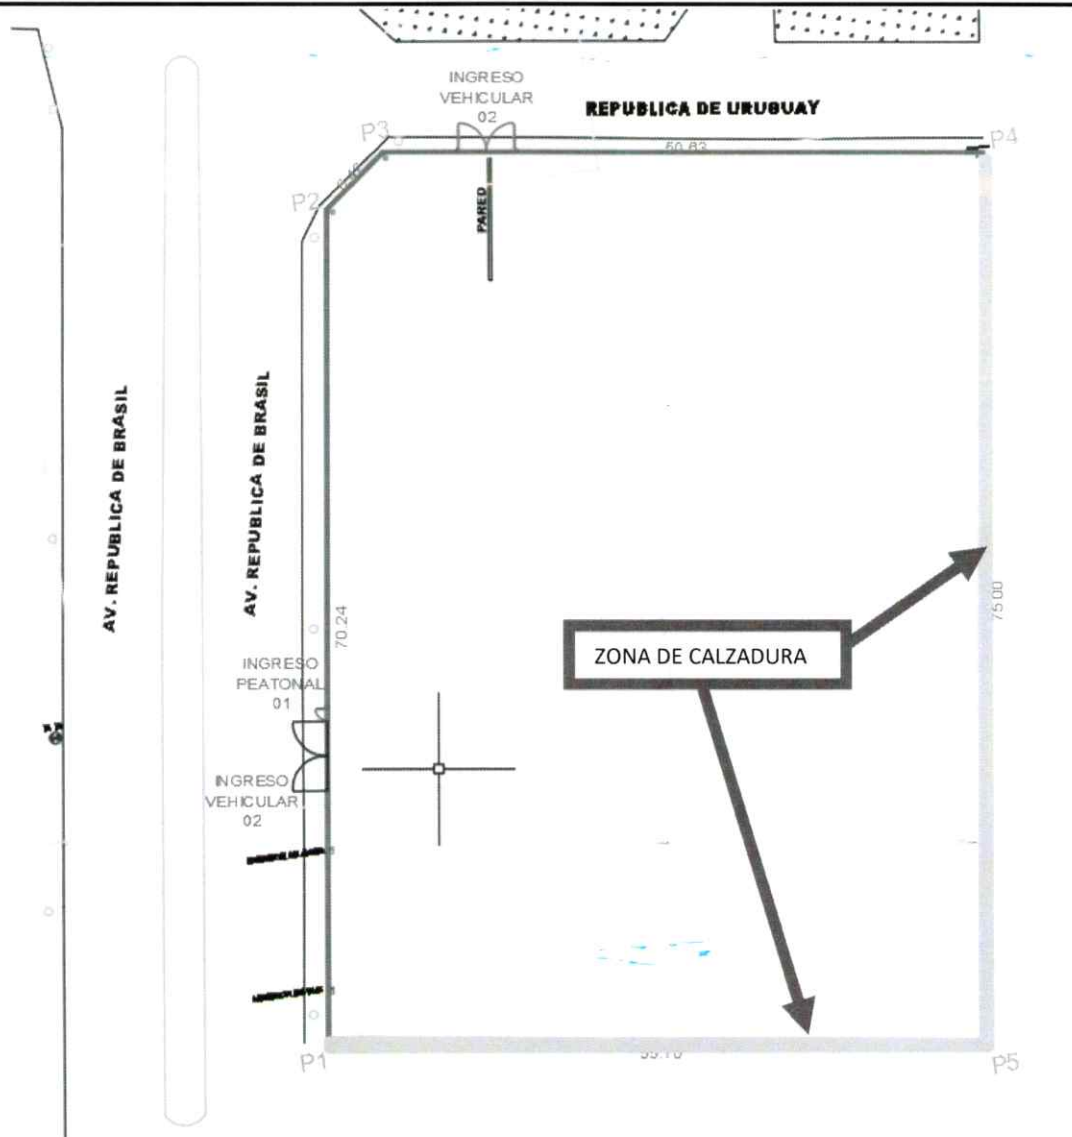 INGRESO
VEHICULAR
02
REPUBLICA DE URUGUAY
P3
P4
50.83
P2
PARED
AV. REPUBLICA DE BRASIL
AV. REPUBLICA DE BRASIL
70.24
75.00
ZONA DE CALZADURA
INGRESO
PEATONAL
01
INGRESO
VEHICULAR
02
P1
P5